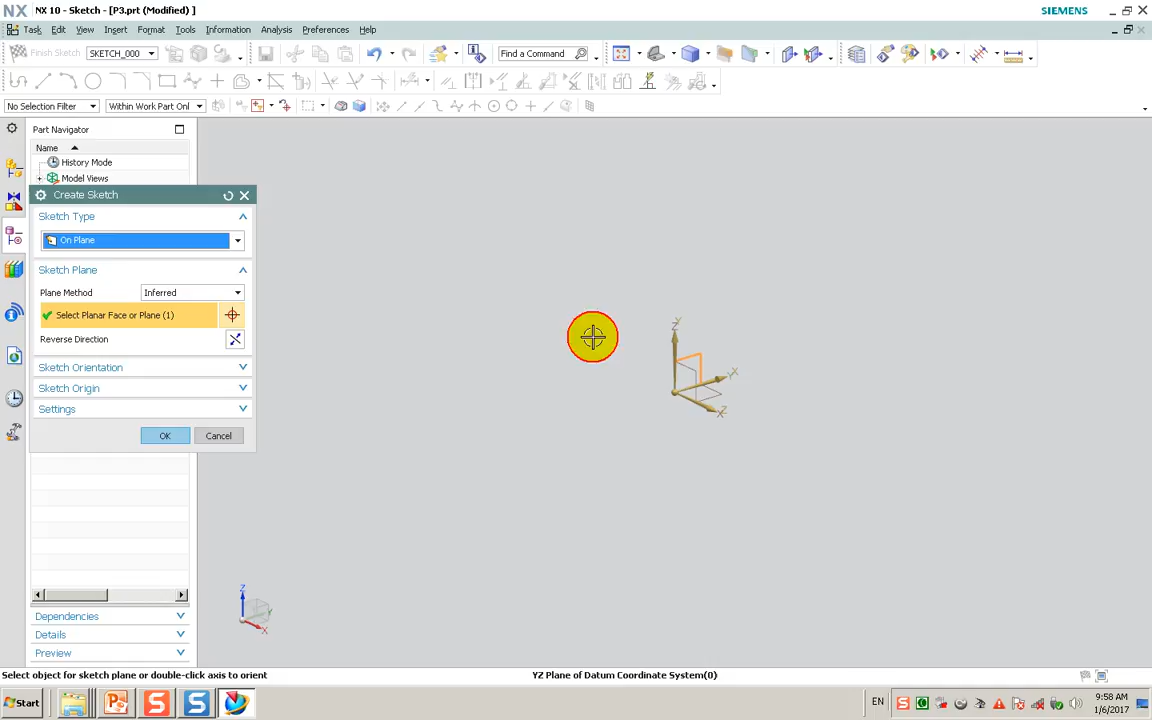 NX NX 10 - Sketch - [P3.prt (Modified) ] SIEMENS
Task Edit View Insert Format Tools Information Analysis Preferences Help
Finish Sketch SKETCH_000 Find a Command
No Selection Filter Within Work Part Onl
Part Navigator
Name
History Mode
Model Views
Create Sketch
Sketch Type
On Plane
Sketch Plane
Plane Method Inferred
Select Planar Face or Plane (1)
Reverse Direction
Sketch Orientation
Sketch Origin
Settings
OK Cancel
Z Y
Y X
X Z
Z
Y
X
Dependencies
Details
Preview
Select object for sketch plane or double-click axis to orient YZ Plane of Datum Coordinate System(0)
Start EN 9:58 AM
1/6/2017